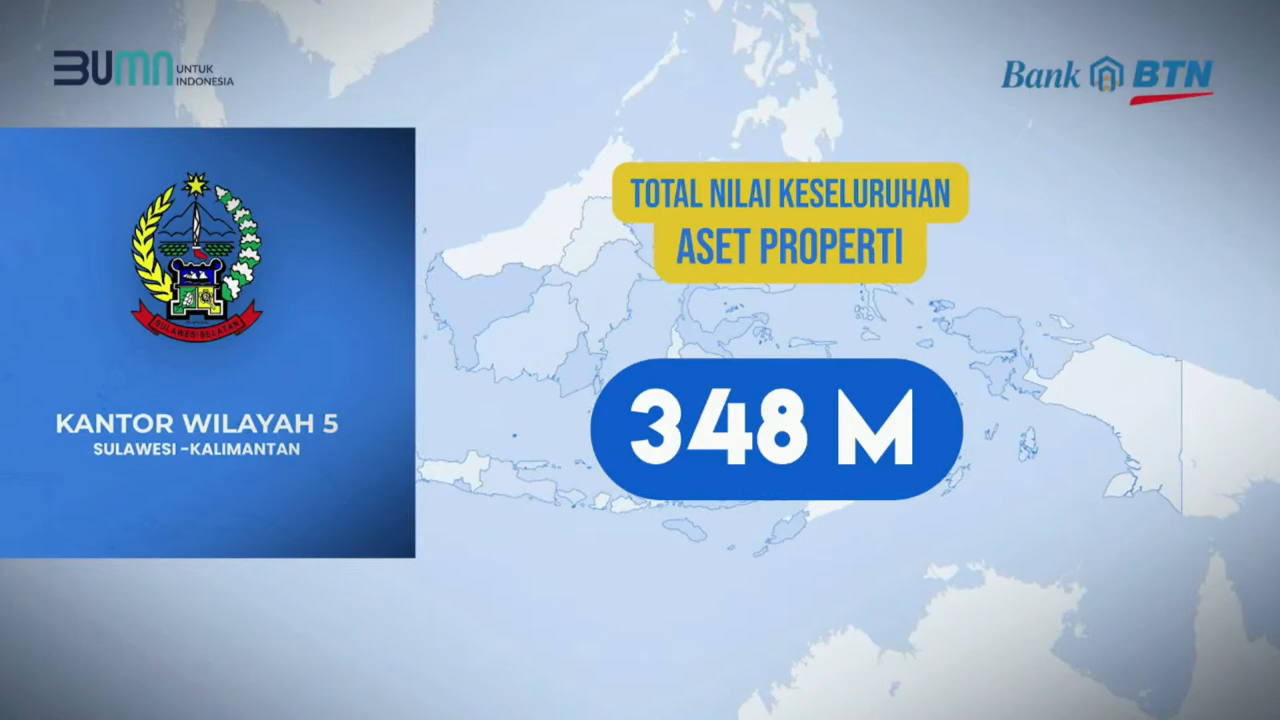 BUMN UNTUK
INDONESIA
Bank BTN
TOTAL NILAI KESELURUHAN
ASET PROPERTI
SULAWESI SELATAN
KANTOR WILAYAH 5
SULAWESI -KALIMANTAN
348 M